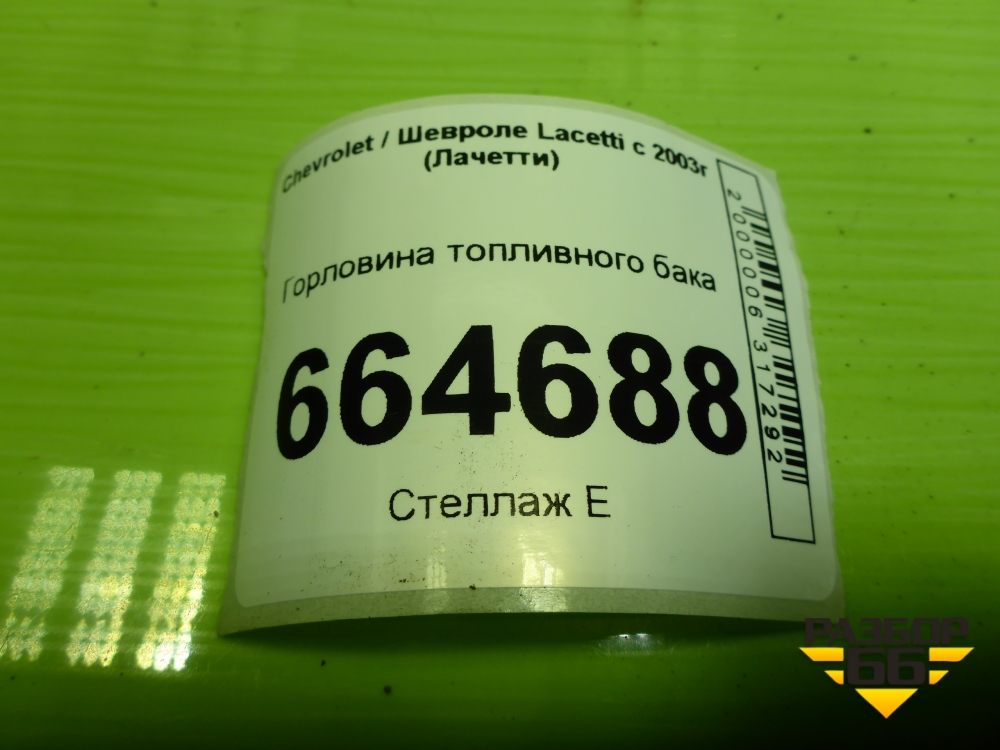 Chevrolet / Шевроле Lacetti с 2003г
(Лачетти)
Горловина топливного бака
664688
Стеллаж Е
2000006317292
РАЗБОР
66